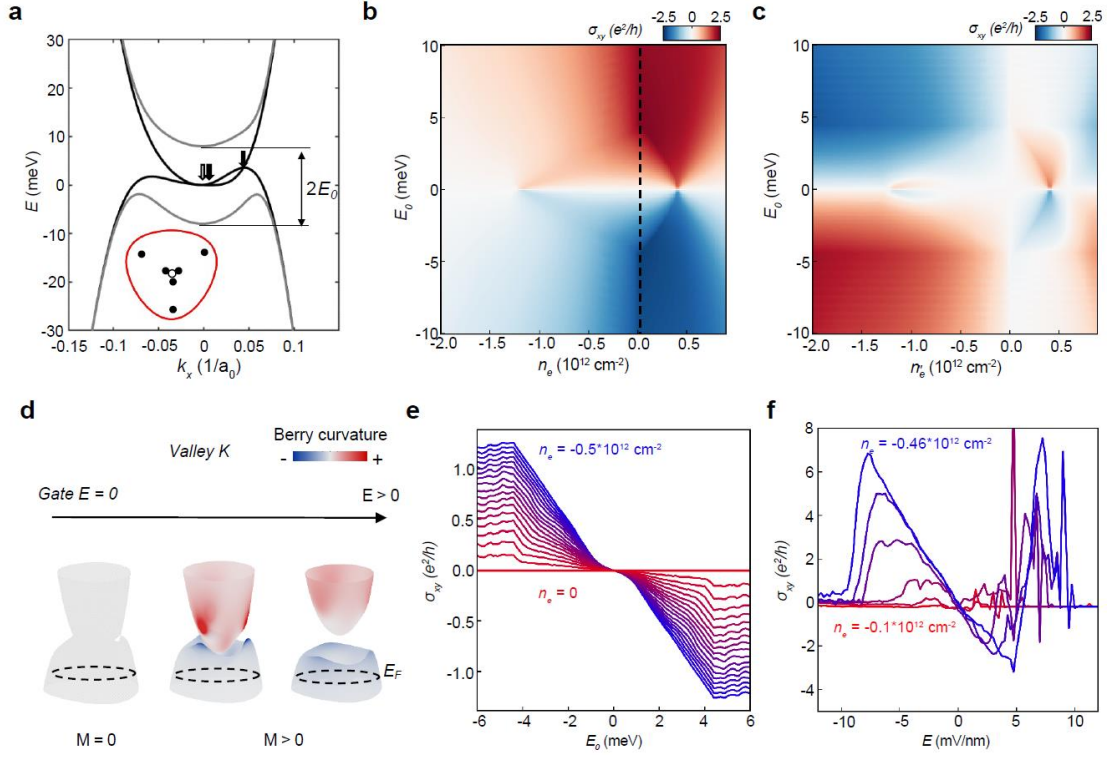 a
30
20
10
0
-10
-20
-30
E (meV)
2E₀
-0.15
-0.1
-0.05
0
0.05
0.1
kₓ (1/a₀)
b
σxy (e²/h)
-2.5
2.5
10
5
0
-5
-10
E₀ (meV)
-2.0
-1.5
-1.0
-0.5
0.0
0.5
nₑ (10¹² cm⁻²)
c
σxy (e²/h)
-2.5
2.5
10
5
0
-5
-10
E₀ (meV)
-2.0
-1.5
-1.0
-0.5
0.0
0.5
nₑ (10¹² cm⁻²)
d
Valley K
Berry curvature
- +
Gate E = 0
E > 0
E_F
M = 0
M > 0
e
nₑ = -0.5*10¹² cm⁻²
1.0
0.5
0.0
-0.5
-1.0
σxy (e²/h)
nₑ = 0
-6
-4
-2
0
2
4
6
E₀ (meV)
f
nₑ = -0.46*10¹² cm⁻²
8
6
4
2
0
-2
-4
σxy (e²/h)
nₑ = -0.1*10¹² cm⁻²
-10
-5
0
5
10
E (mV/nm)